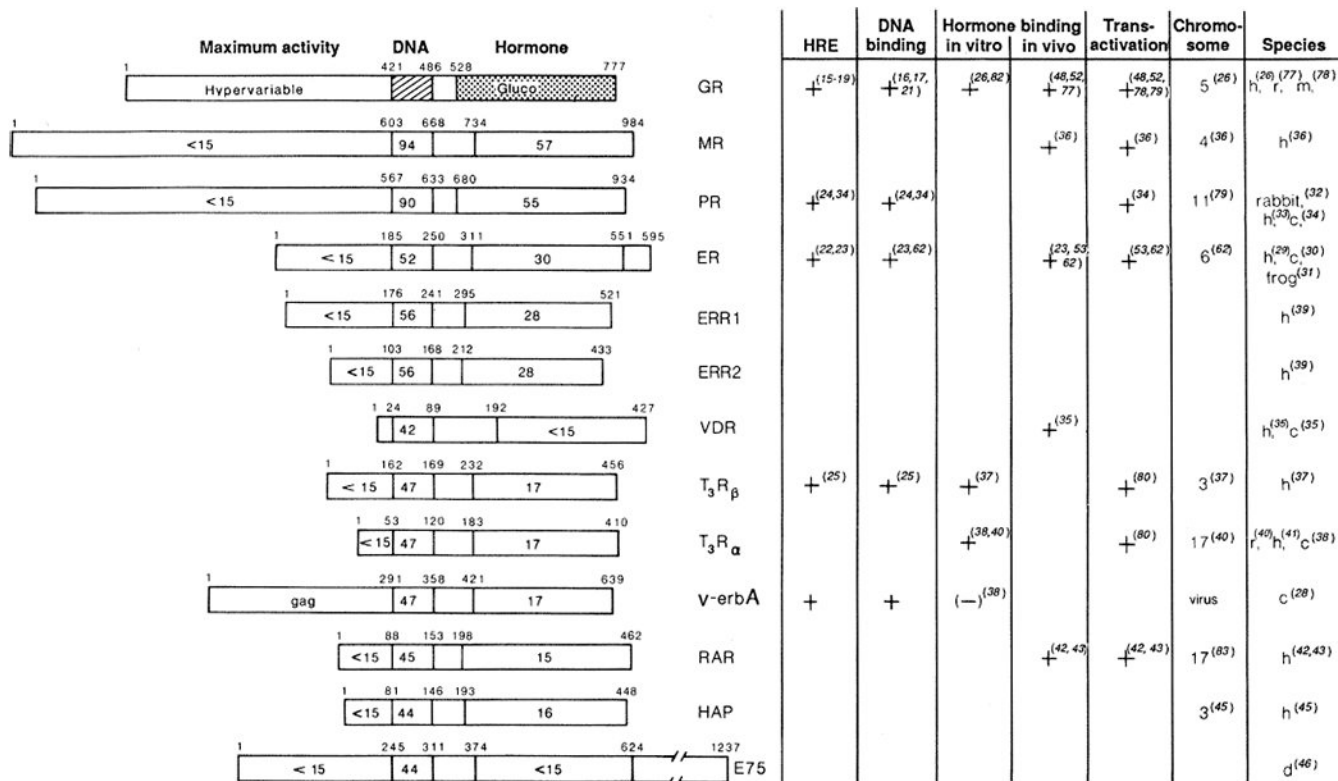 DNA Hormone binding Trans- Chromo-
HRE binding in vitro in vivo activation some Species
Maximum activity DNA Hormone
1 421 486 528 777
Hypervariable Gluco
GR +(15-19) +(16,17,21) +(26,82) +(48,52,77) +(48,52,78,79) 5(26) h,(26) r,(77) m,(78)
1 603 668 734 984
<15 94 57
MR +(36) +(36) 4(36) h(36)
1 567 633 680 934
<15 90 55
PR +(24,34) +(24,34) +(34) 11(79) rabbit,(32)
h,(33) c,(34)
1 185 250 311 551 595
<15 52 30
ER +(22,23) +(23,62) +(23,53,62) +(53,62) 6(62) h,(29) c,(30)
frog(31)
1 176 241 295 521
<15 56 28
ERR1 h(39)
1 103 168 212 433
<15 56 28
ERR2 h(39)
1 24 89 192 427
42 <15
VDR +(35) h,(35) c(35)
1 162 169 232 456
<15 47 17
T3Rβ +(25) +(25) +(37) +(80) 3(37) h(37)
1 53 120 183 410
<15 47 17
T3Rα +(38,40) +(80) 17(40) r,(40) h,(41) c(38)
1 291 358 421 639
gag 47 17
v-erbA + + (−)(38) virus c(28)
1 88 153 198 462
<15 45 15
RAR +(42,43) +(42,43) 17(83) h(42,43)
1 81 146 193 448
<15 44 16
HAP 3(45) h(45)
1 245 311 374 624 1237
<15 44 <15
E75 d(46)